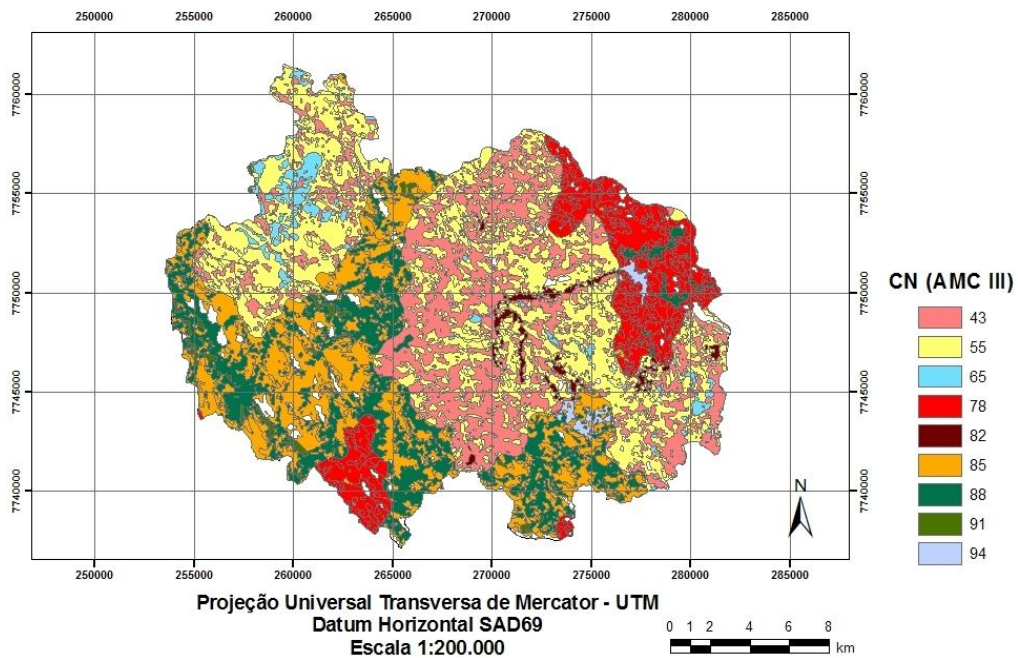 250000 255000 260000 265000 270000 275000 280000 285000
7760000 7760000
7755000 7755000
7750000 7750000
7745000 7745000
7740000 7740000
CN (AMC III)
43
55
65
78
82
85
88
91
94
N
250000 255000 260000 265000 270000 275000 280000 285000
Projeção Universal Transversa de Mercator - UTM
Datum Horizontal SAD69
Escala 1:200.000
0 1 2 4 6 8
km